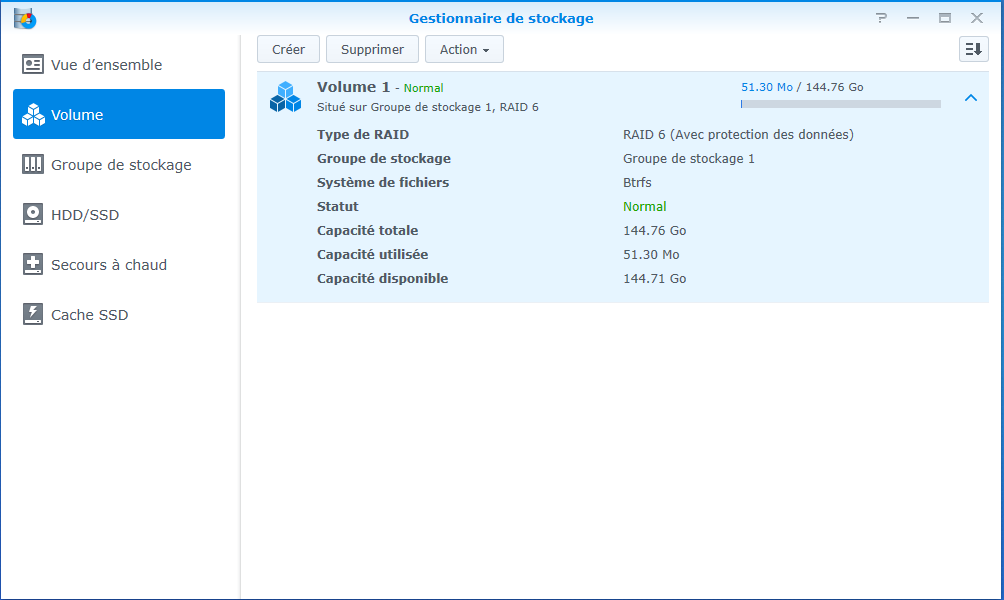 Gestionnaire de stockage
Vue d’ensemble
Volume
Groupe de stockage
HDD/SSD
Secours à chaud
Cache SSD
Créer Supprimer Action
Volume 1 - Normal 51.30 Mo / 144.76 Go
Situé sur Groupe de stockage 1, RAID 6
Type de RAID RAID 6 (Avec protection des données)
Groupe de stockage Groupe de stockage 1
Système de fichiers Btrfs
Statut Normal
Capacité totale 144.76 Go
Capacité utilisée 51.30 Mo
Capacité disponible 144.71 Go